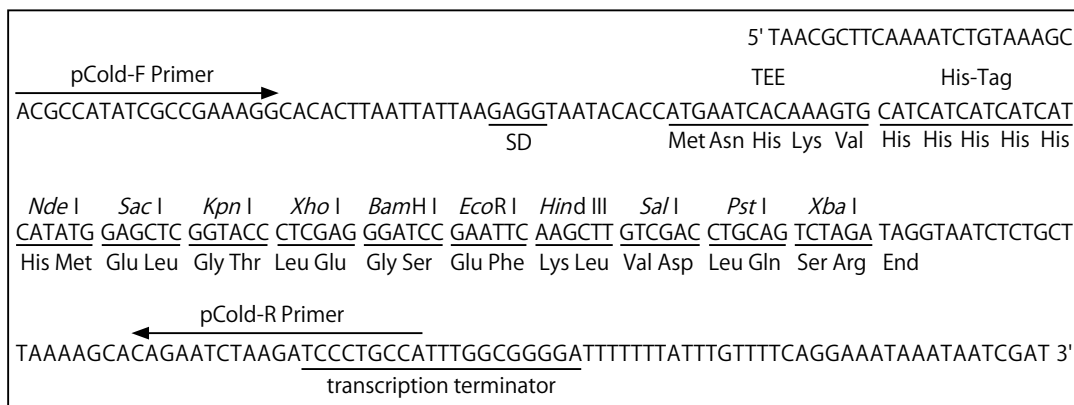 5' TAACGCTTCAAAATCTGTAAAGC
pCold-F Primer TEE His-Tag
ACGCCATATCGCCGAAAGGCACACTTAATTATTAAGAGGTAATACACCATGAATCACAAAGTG CATCATCATCATCAT
SD Met Asn His Lys Val His His His His His
Nde I Sac I Kpn I Xho I BamH I EcoR I Hind III Sal I Pst I Xba I
CATATG GAGCTC GGTACC CTCGAG GGATCC GAATTC AAGCTT GTCGAC CTGCAG TCTAGA TAGGTAATCTCTGCT
His Met Glu Leu Gly Thr Leu Glu Gly Ser Glu Phe Lys Leu Val Asp Leu Gln Ser Arg End
pCold-R Primer
TAAAAGCACAGAATCTAAGATCCCTGCCATTTGGCGGGGATTTTTTTATTTGTTTTCAGGAAATAAATAATCGAT 3'
transcription terminator